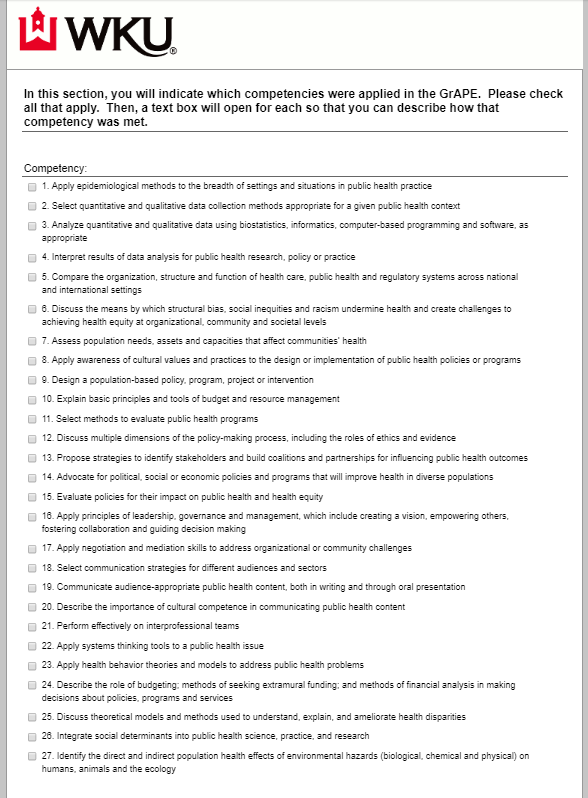 WKU®
In this section, you will indicate which competencies were applied in the GrAPE.  Please check
all that apply.  Then, a text box will open for each so that you can describe how that
competency was met.
Competency:
1. Apply epidemiological methods to the breadth of settings and situations in public health practice
2. Select quantitative and qualitative data collection methods appropriate for a given public health context
3. Analyze quantitative and qualitative data using biostatistics, informatics, computer-based programming and software, as
appropriate
4. Interpret results of data analysis for public health research, policy or practice
5. Compare the organization, structure and function of health care, public health and regulatory systems across national
and international settings
6. Discuss the means by which structural bias, social inequities and racism undermine health and create challenges to
achieving health equity at organizational, community and societal levels
7. Assess population needs, assets and capacities that affect communities' health
8. Apply awareness of cultural values and practices to the design or implementation of public health policies or programs
9. Design a population-based policy, program, project or intervention
10. Explain basic principles and tools of budget and resource management
11. Select methods to evaluate public health programs
12. Discuss multiple dimensions of the policy-making process, including the roles of ethics and evidence
13. Propose strategies to identify stakeholders and build coalitions and partnerships for influencing public health outcomes
14. Advocate for political, social or economic policies and programs that will improve health in diverse populations
15. Evaluate policies for their impact on public health and health equity
16. Apply principles of leadership, governance and management, which include creating a vision, empowering others,
fostering collaboration and guiding decision making
17. Apply negotiation and mediation skills to address organizational or community challenges
18. Select communication strategies for different audiences and sectors
19. Communicate audience-appropriate public health content, both in writing and through oral presentation
20. Describe the importance of cultural competence in communicating public health content
21. Perform effectively on interprofessional teams
22. Apply systems thinking tools to a public health issue
23. Apply health behavior theories and models to address public health problems
24. Describe the role of budgeting; methods of seeking extramural funding; and methods of financial analysis in making
decisions about policies, programs and services
25. Discuss theoretical models and methods used to understand, explain, and ameliorate health disparities
26. Integrate social determinants into public health science, practice, and research
27. Identify the direct and indirect population health effects of environmental hazards (biological, chemical and physical) on
humans, animals and the ecology